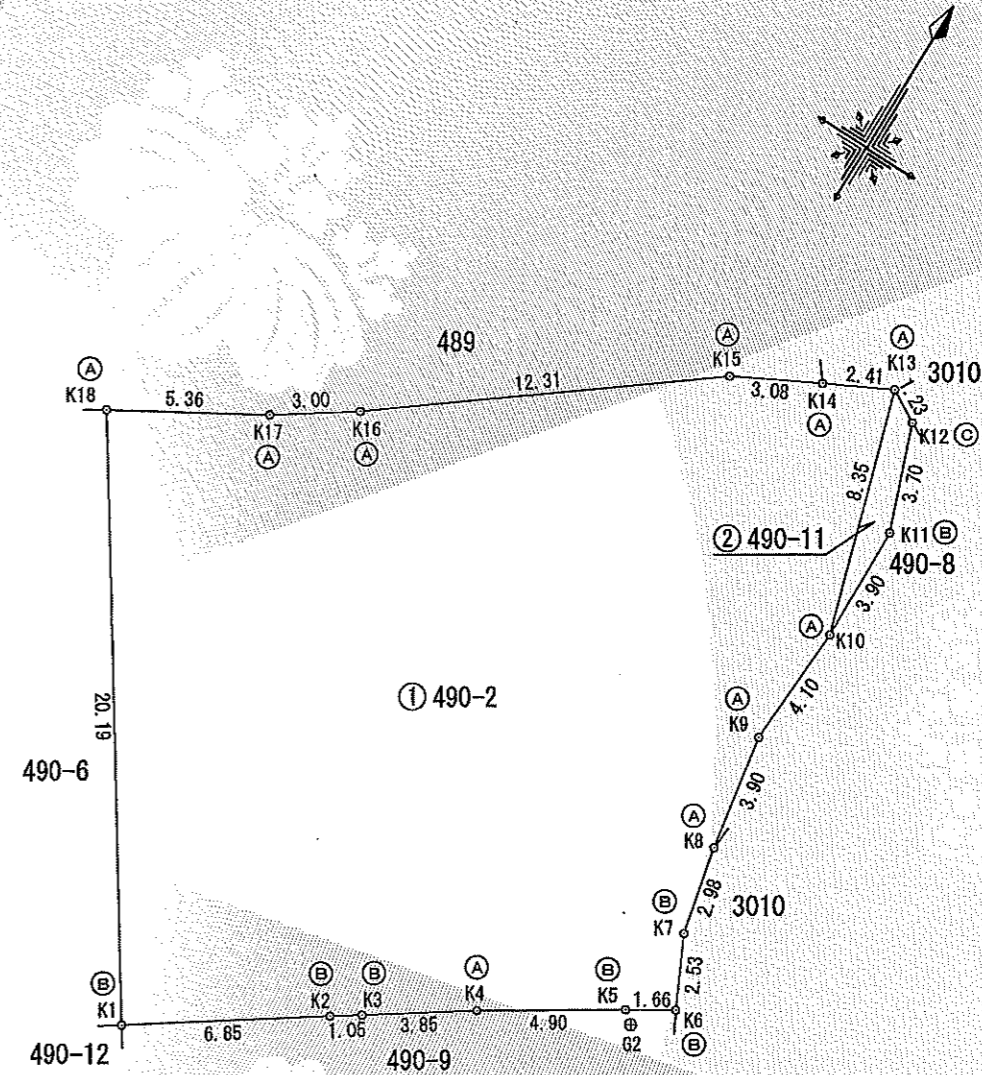 489
Ⓐ
K18
5.36
K17
Ⓐ
3.00
K16
Ⓐ
12.31
Ⓐ
K15
3.08
K14
Ⓐ
2.41
Ⓐ
K13
3010
.23
K12 Ⓒ
3.70
8.35
② 490-11
K11 Ⓑ
490-8
3.90
Ⓐ K10
① 490-2
4.10
Ⓐ
K9
20.19
490-6
3.90
Ⓐ
K8
2.98
3010
Ⓑ
K7
2.53
Ⓑ
K1
Ⓑ
K2
Ⓑ
K3
Ⓐ
K4
Ⓑ
K5
1.66
K6
Ⓑ
6.85
1.05
3.85
4.90
G2
490-12
490-9